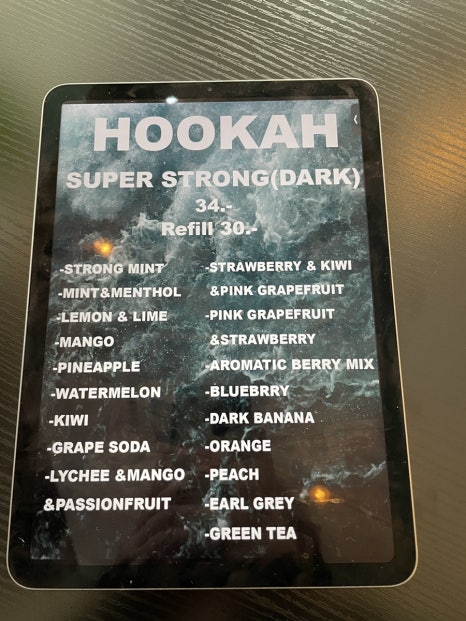 HOOKAH
SUPER STRONG(DARK)
34.-
Refill 30.-
-STRONG MINT
-MINT&MENTHOL
-LEMON & LIME
-MANGO
-PINEAPPLE
-WATERMELON
-KIWI
-GRAPE SODA
-LYCHEE &MANGO
&PASSIONFRUIT
-STRAWBERRY & KIWI
&PINK GRAPEFRUIT
-PINK GRAPEFRUIT
&STRAWBERRY
-AROMATIC BERRY MIX
-BLUEBRRY
-DARK BANANA
-ORANGE
-PEACH
-EARL GREY
-GREEN TEA